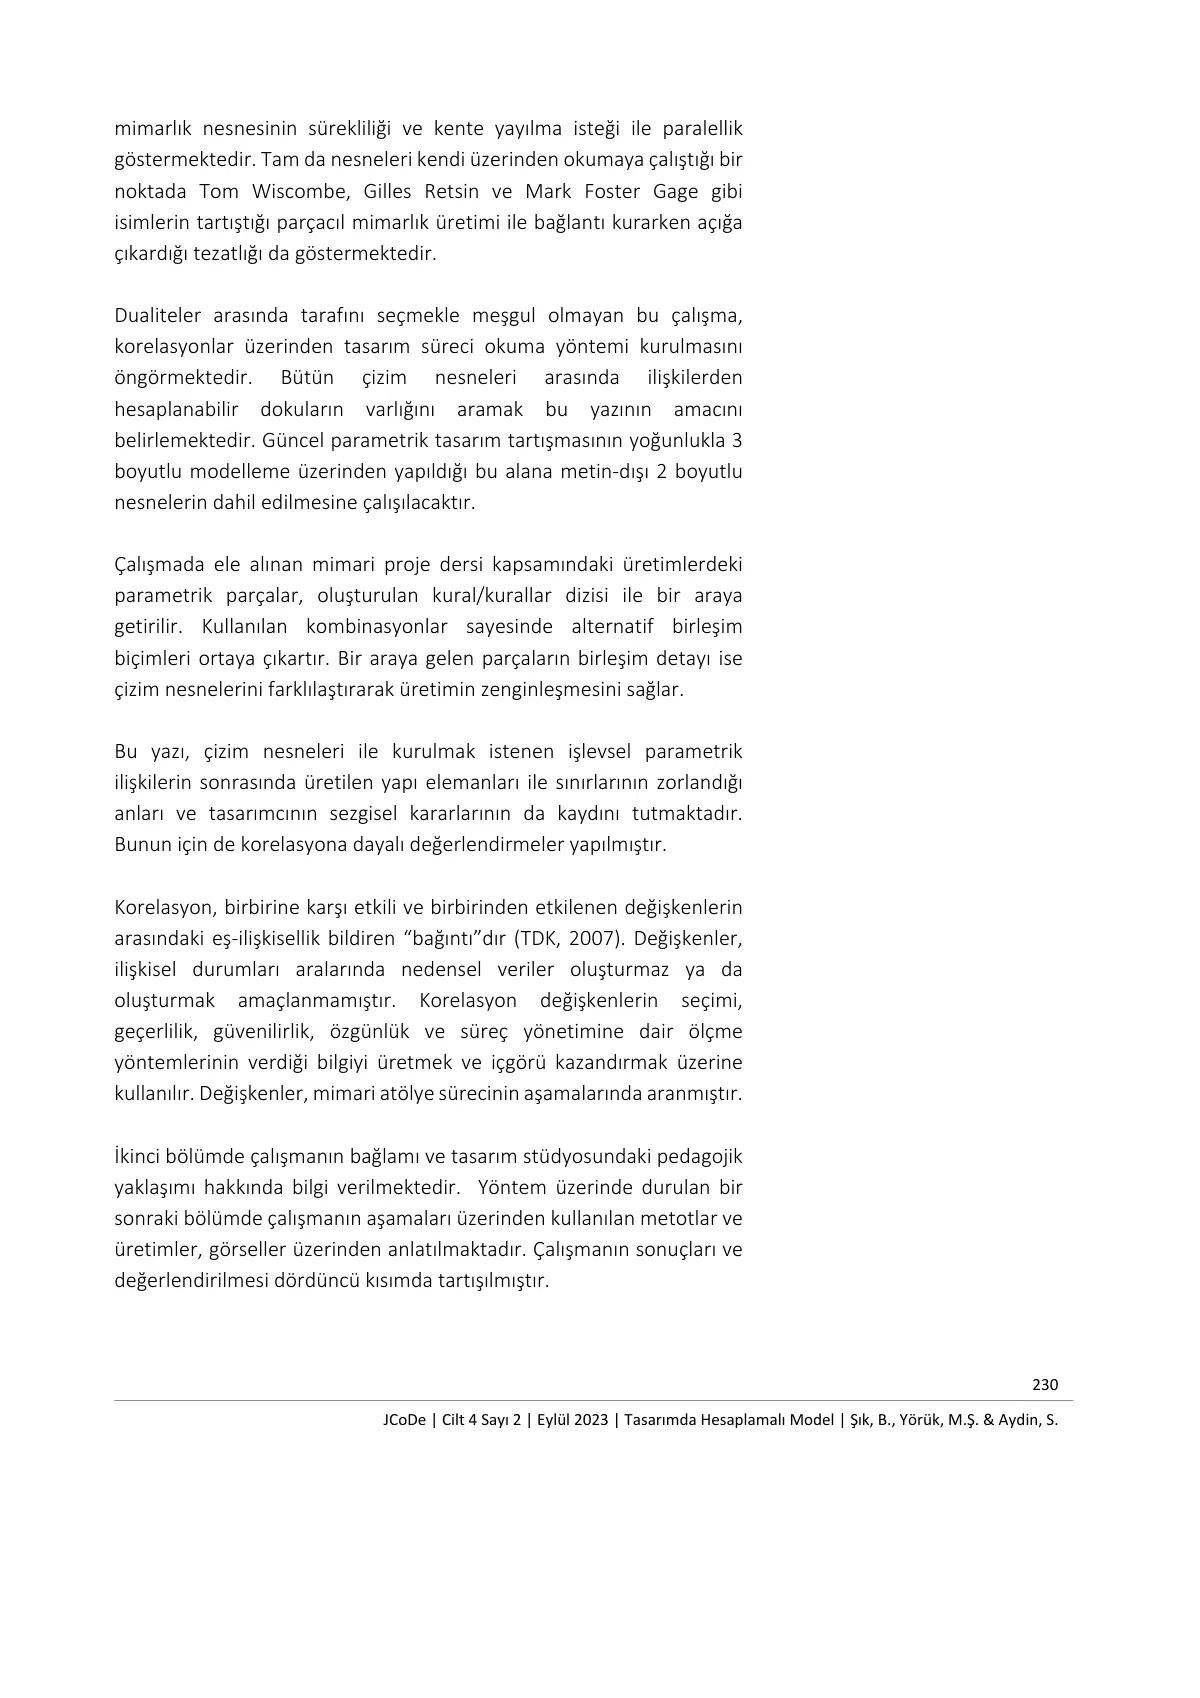 mimarlık nesnesinin sürekliliği ve kente yayılma isteği ile paralellik
göstermektedir. Tam da nesneleri kendi üzerinden okumaya çalıştığı bir
noktada Tom Wiscombe, Gilles Retsin ve Mark Foster Gage gibi
isimlerin tartıştığı parçacıl mimarlık üretimi ile bağlantı kurarken açığa
çıkardığı tezatlığı da göstermektedir.
Dualiteler arasında tarafını seçmekle meşgul olmayan bu çalışma,
korelasyonlar üzerinden tasarım süreci okuma yöntemi kurulmasını
öngörmektedir. Bütün çizim nesneleri arasında ilişkilerden
hesaplanabilir dokuların varlığını aramak bu yazının amacını
belirlemektedir. Güncel parametrik tasarım tartışmasının yoğunlukla 3
boyutlu modelleme üzerinden yapıldığı bu alana metin-dışı 2 boyutlu
nesnelerin dahil edilmesine çalışılacaktır.
Çalışmada ele alınan mimari proje dersi kapsamındaki üretimlerdeki
parametrik parçalar, oluşturulan kural/kurallar dizisi ile bir araya
getirilir. Kullanılan kombinasyonlar sayesinde alternatif birleşim
biçimleri ortaya çıkartır. Bir araya gelen parçaların birleşim detayı ise
çizim nesnelerini farklılaştırarak üretimin zenginleşmesini sağlar.
Bu yazı, çizim nesneleri ile kurulmak istenen işlevsel parametrik
ilişkilerin sonrasında üretilen yapı elemanları ile sınırlarının zorlandığı
anları ve tasarımcının sezgisel kararlarının da kaydını tutmaktadır.
Bunun için de korelasyona dayalı değerlendirmeler yapılmıştır.
Korelasyon, birbirine karşı etkili ve birbirinden etkilenen değişkenlerin
arasındaki eş-ilişkisellik bildiren “bağıntı”dır (TDK, 2007). Değişkenler,
ilişkisel durumları aralarında nedensel veriler oluşturmaz ya da
oluşturmak amaçlanmamıştır. Korelasyon değişkenlerin seçimi,
geçerlilik, güvenilirlik, özgünlük ve süreç yönetimine dair ölçme
yöntemlerinin verdiği bilgiyi üretmek ve içgörü kazandırmak üzerine
kullanılır. Değişkenler, mimari atölye sürecinin aşamalarında aranmıştır.
İkinci bölümde çalışmanın bağlamı ve tasarım stüdyosundaki pedagojik
yaklaşımı hakkında bilgi verilmektedir.  Yöntem üzerinde durulan bir
sonraki bölümde çalışmanın aşamaları üzerinden kullanılan metotlar ve
üretimler, görseller üzerinden anlatılmaktadır. Çalışmanın sonuçları ve
değerlendirilmesi dördüncü kısımda tartışılmıştır.
230
JCoDe | Cilt 4 Sayı 2 | Eylül 2023 | Tasarımda Hesaplamalı Model | Şık, B., Yörük, M.Ş. & Aydin, S.